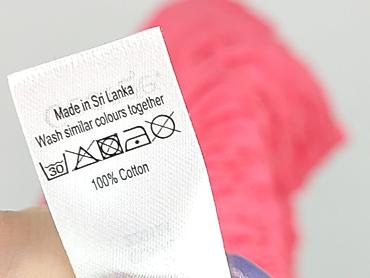 Made in Sri Lanka
Wash similar colours together
30
100% Cotton